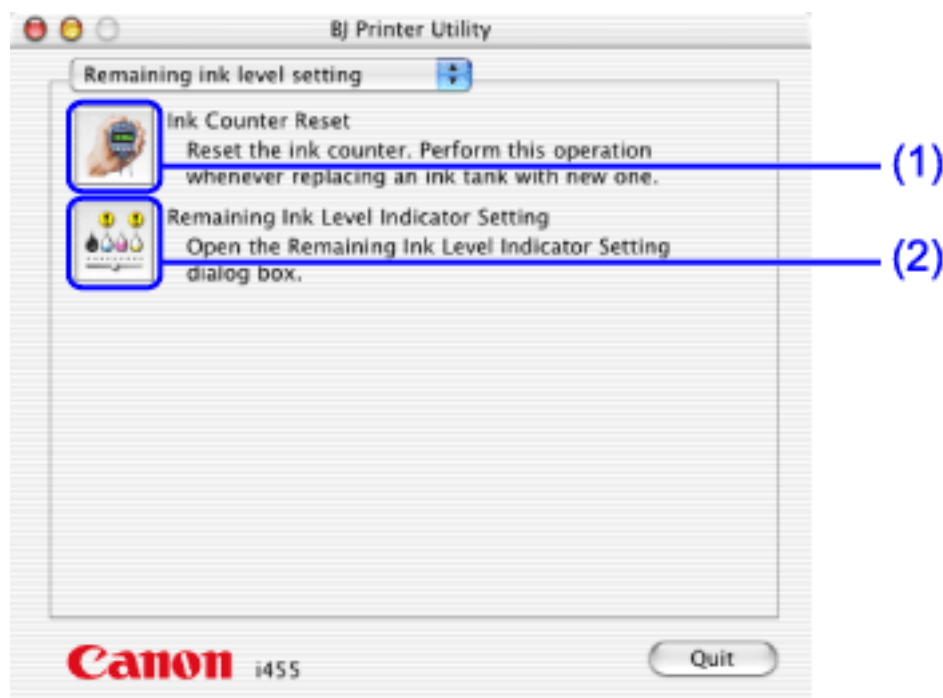 BJ Printer Utility
Remaining ink level setting
Ink Counter Reset
Reset the ink counter. Perform this operation
whenever replacing an ink tank with new one.
(1)
Remaining Ink Level Indicator Setting
Open the Remaining Ink Level Indicator Setting
dialog box.
(2)
Canon i455
Quit